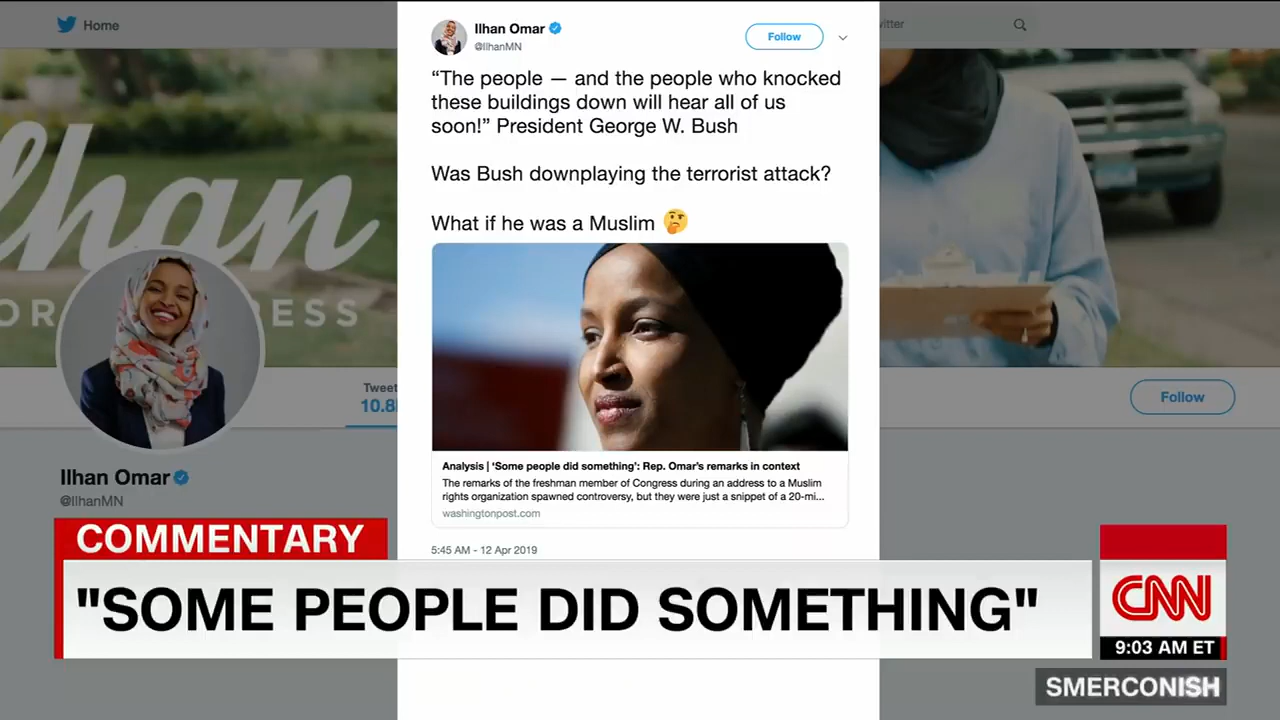 Home
Ilhan Omar
@IlhanMN
Follow
“The people — and the people who knocked
these buildings down will hear all of us
soon!” President George W. Bush
Was Bush downplaying the terrorist attack?
What if he was a Muslim 🤔
Analysis | ‘Some people did something’: Rep. Omar’s remarks in context
The remarks of the freshman member of Congress during an address to a Muslim
rights organization spawned controversy, but they were just a snippet of a 20-mi...
washingtonpost.com
5:45 AM - 12 Apr 2019
lhan
OR
ESS
Tweet
10.8
Follow
Ilhan Omar
@IlhanMN
COMMENTARY
"SOME PEOPLE DID SOMETHING"
CNN
9:03 AM ET
SMERCONISH